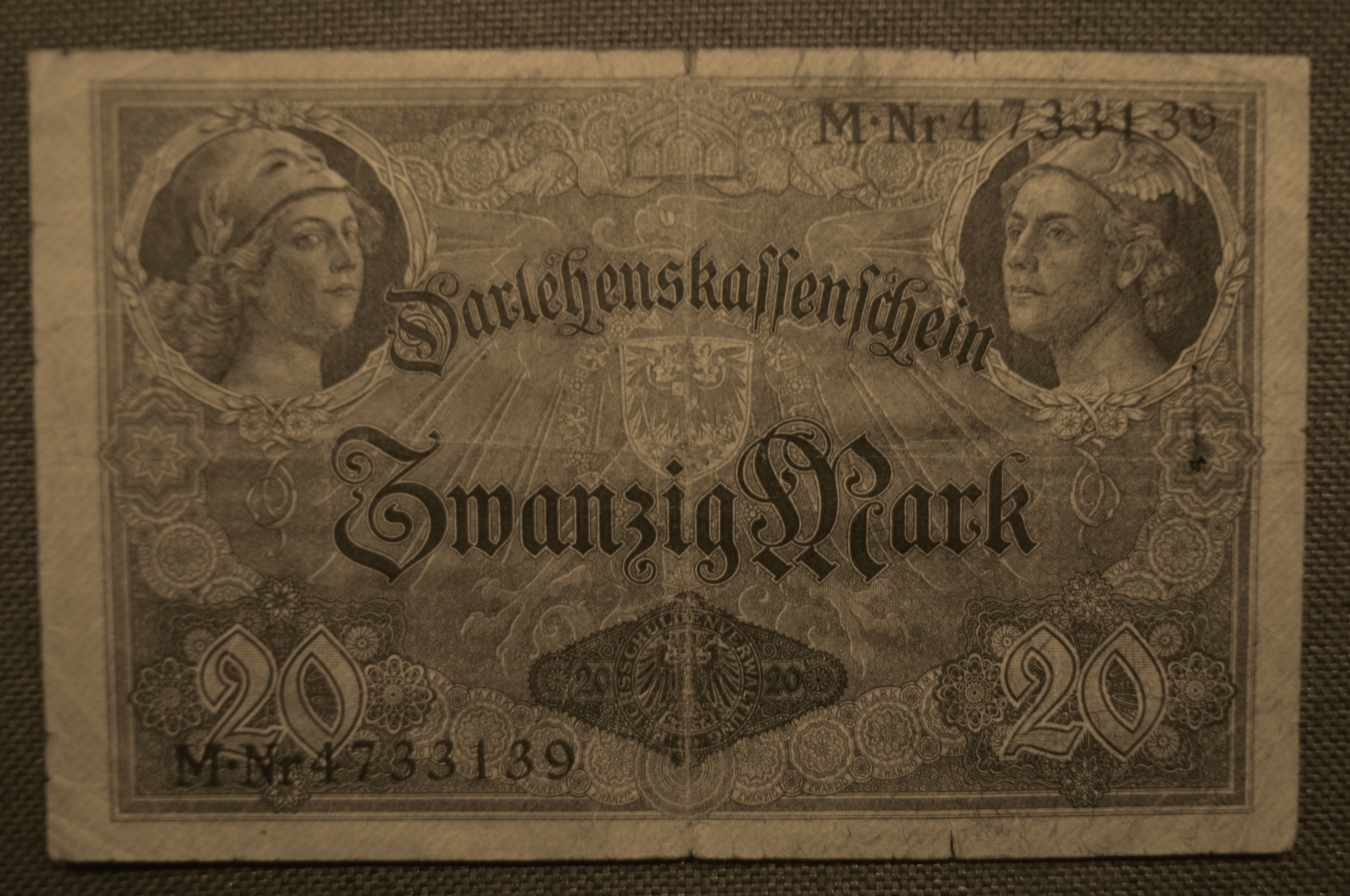 M·Nr 4733139
Darlehenskassenschein
Zwanzig Mark
20 20 20 20
M·Nr 4733139